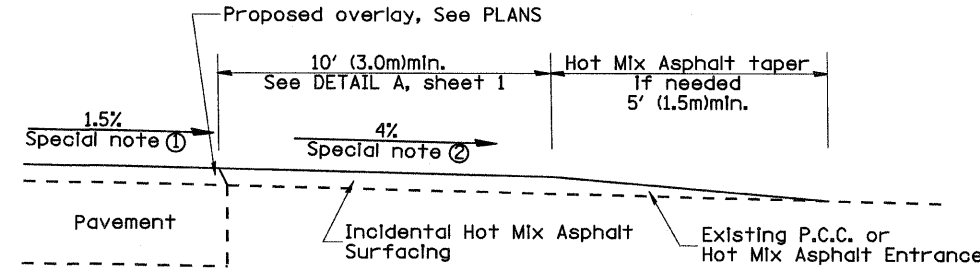 Proposed overlay, See PLANS
10' (3.0m)min.
See DETAIL A, sheet 1
Hot Mix Asphalt taper
if needed
5' (1.5m)min.
1.5%
Special note ①
4%
Special note ②
Pavement
Incidental Hot Mix Asphalt
Surfacing
Existing P.C.C. or
Hot Mix Asphalt Entrance